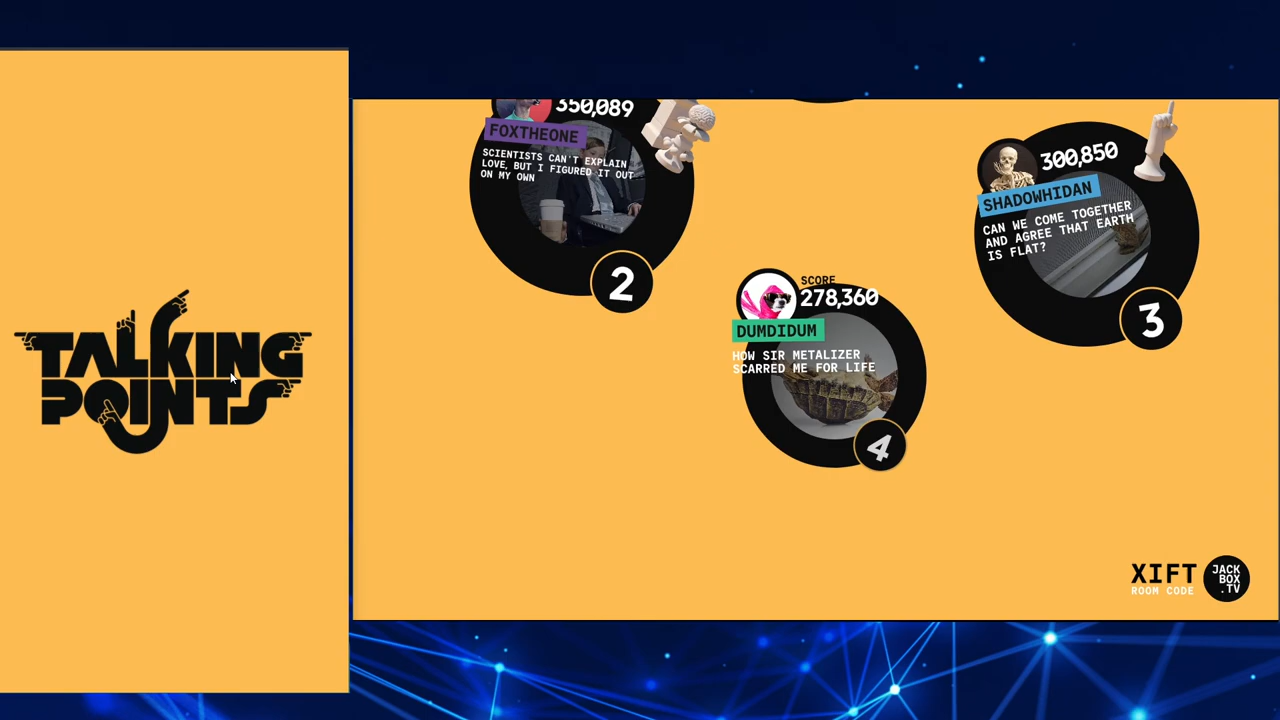 TALKING
POINTS
350,089
FOXTHEONE
SCIENTISTS CAN'T EXPLAIN
LOVE, BUT I FIGURED IT OUT
ON MY OWN
2
300,850
SHADOWHIDAN
CAN WE COME TOGETHER
AND AGREE THAT EARTH
IS FLAT?
3
SCORE
278,360
DUMDIDUM
HOW SIR METALIZER
SCARRED ME FOR LIFE
4
XIFT
ROOM CODE
JACK
BOX
.TV